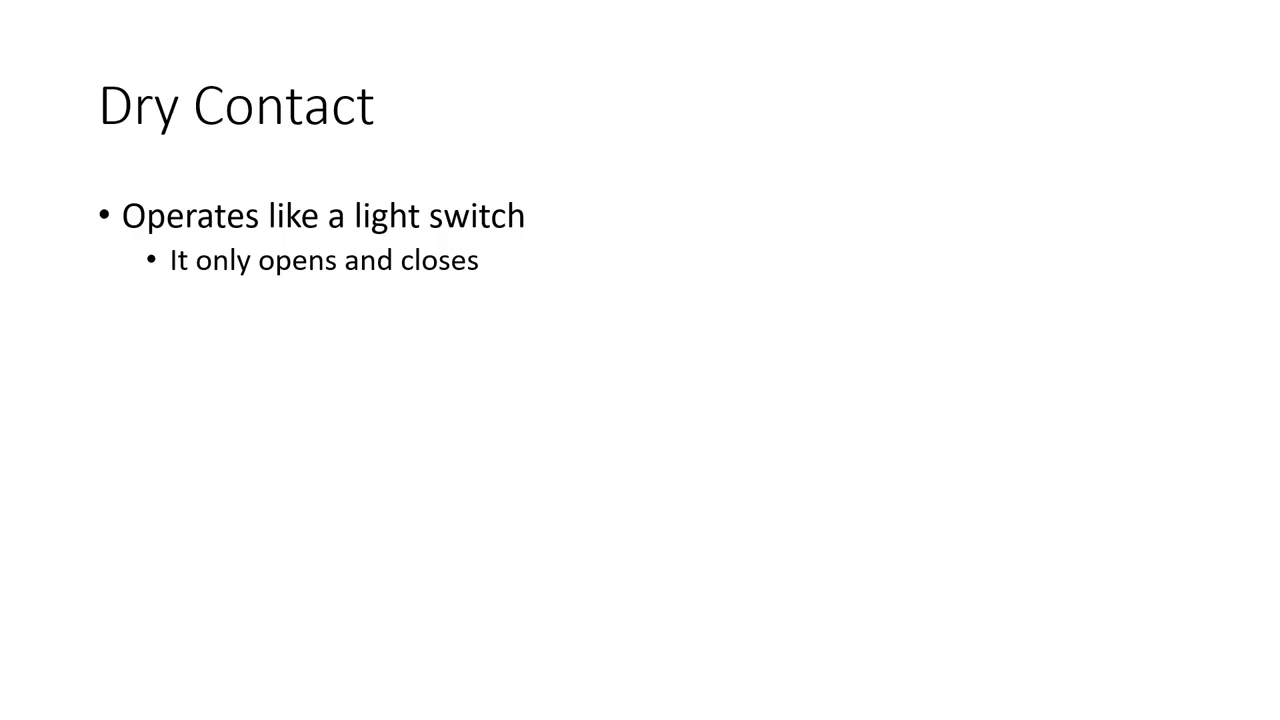 Dry Contact
• Operates like a light switch
• It only opens and closes